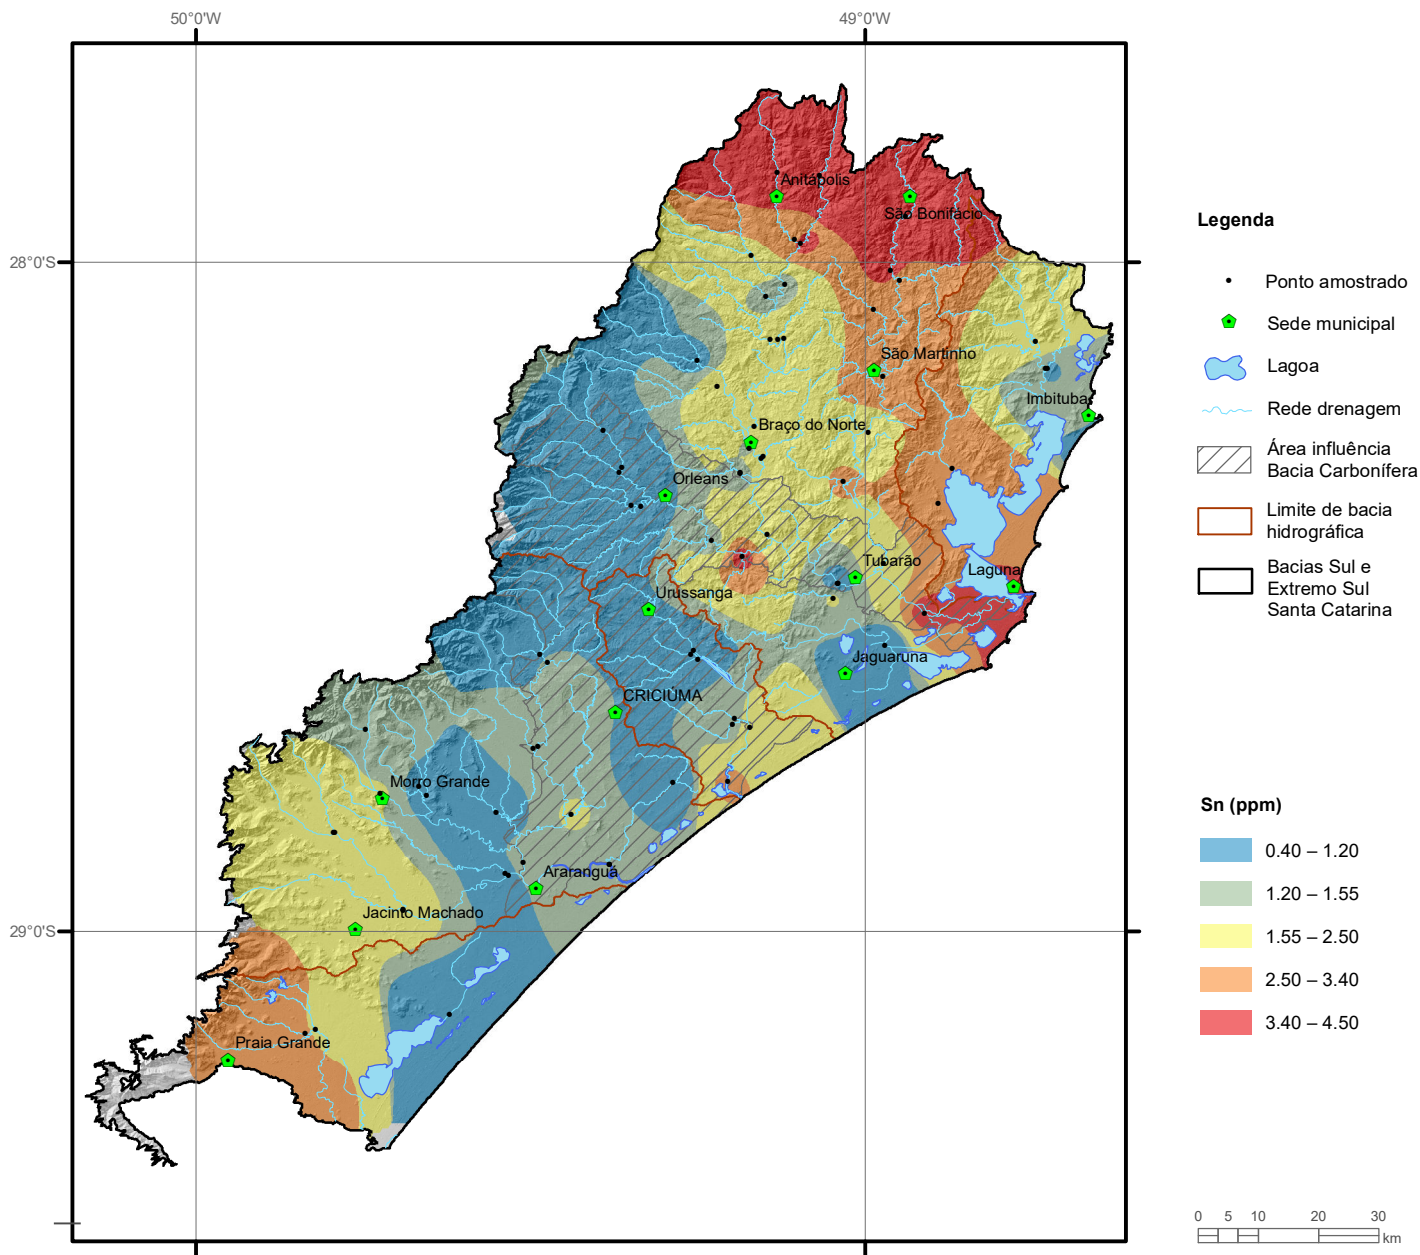 50°0'W
49°0'W
28°0'S
29°0'S
Anitápolis
São Bonifácio
São Martinho
Imbituba
Braço do Norte
Orleans
Tubarão
Laguna
Urussanga
Jaguaruna
CRICIÚMA
Morro Grande
Araranguá
Jacinto Machado
Praia Grande
Legenda
Ponto amostrado
Sede municipal
Lagoa
Rede drenagem
Área influência
Bacia Carbonífera
Limite de bacia
hidrográfica
Bacias Sul e
Extremo Sul
Santa Catarina
Sn (ppm)
0.40 – 1.20
1.20 – 1.55
1.55 – 2.50
2.50 – 3.40
3.40 – 4.50
0 5 10 20 30
km